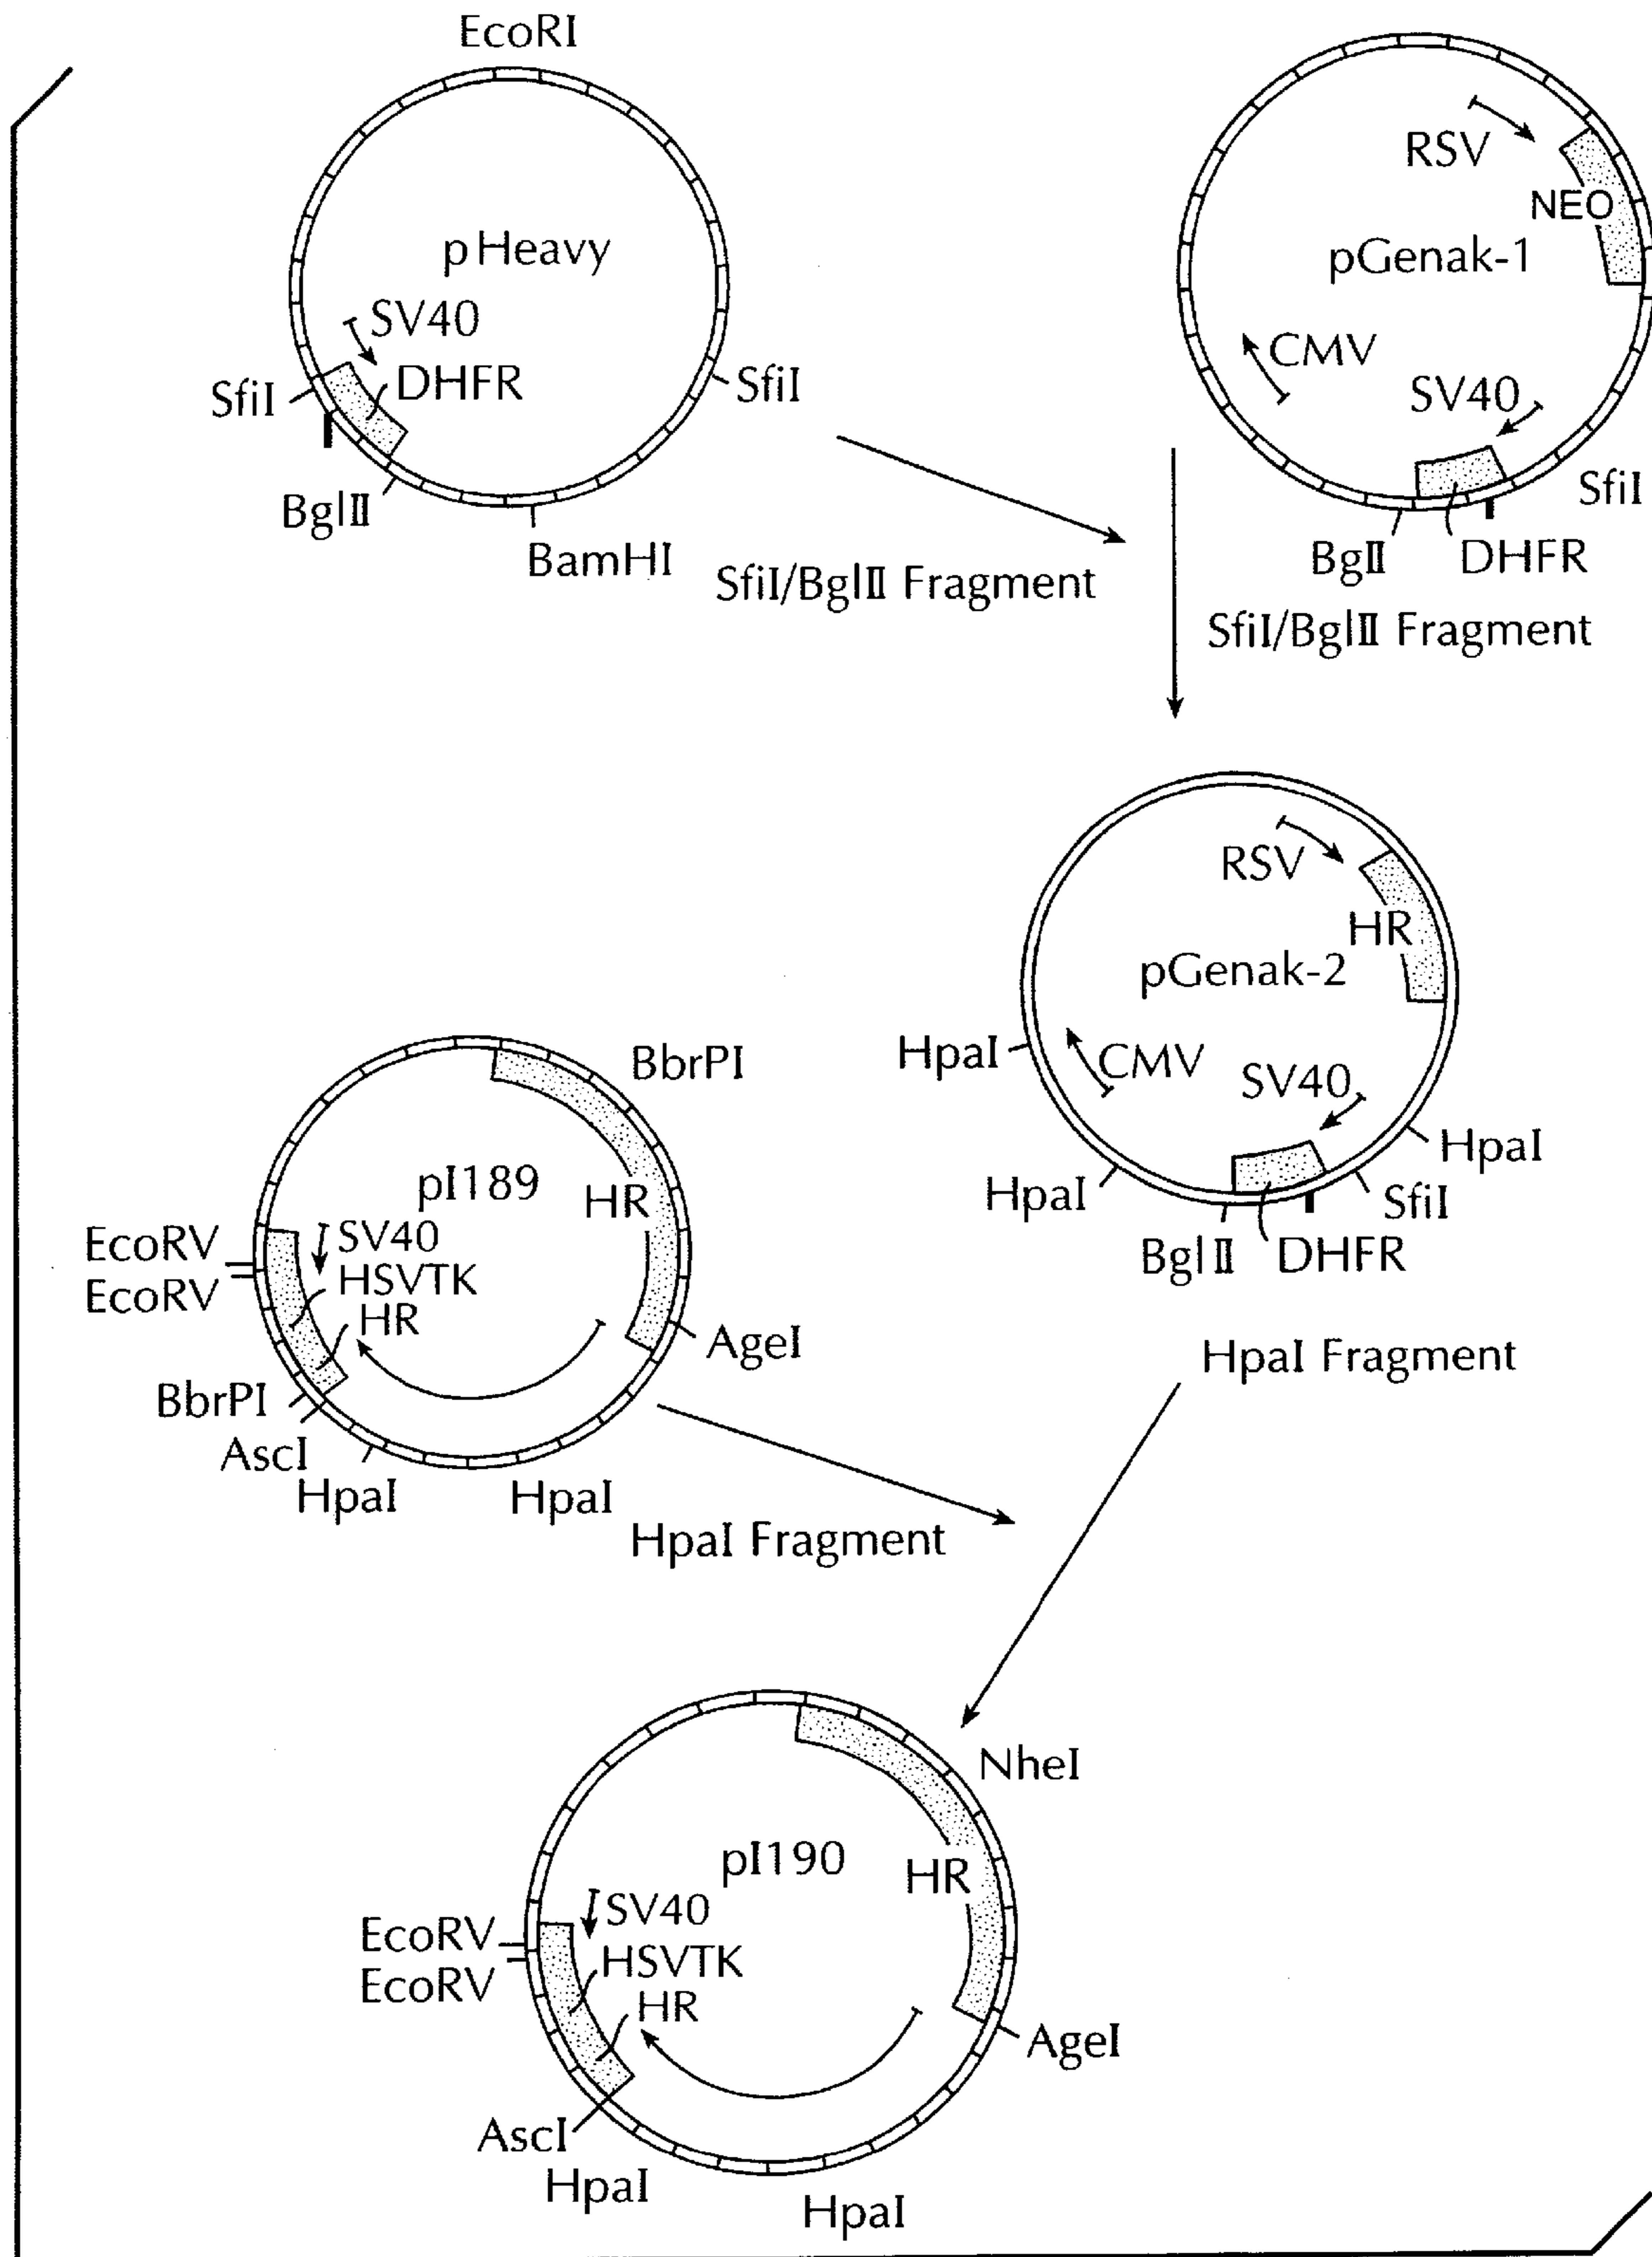 EcoRI
pHeavy
SV40
DHFR
SfiI
SfiI
BglII
BamHI
SfiI/BglII Fragment
RSV
NEO
pGenak-1
CMV
SV40
SfiI
BgII
DHFR
SfiI/BglII Fragment
RSV
HR
pGenak-2
HpaI
CMV
SV40
HpaI
HpaI
SfiI
BglII
DHFR
HpaI Fragment
BbrPI
pI189
HR
EcoRV
EcoRV
SV40
HSVTK
HR
AgeI
BbrPI
AscI
HpaI
HpaI
HpaI Fragment
NheI
pI190
HR
EcoRV
EcoRV
SV40
HSVTK
HR
AgeI
AscI
HpaI
HpaI